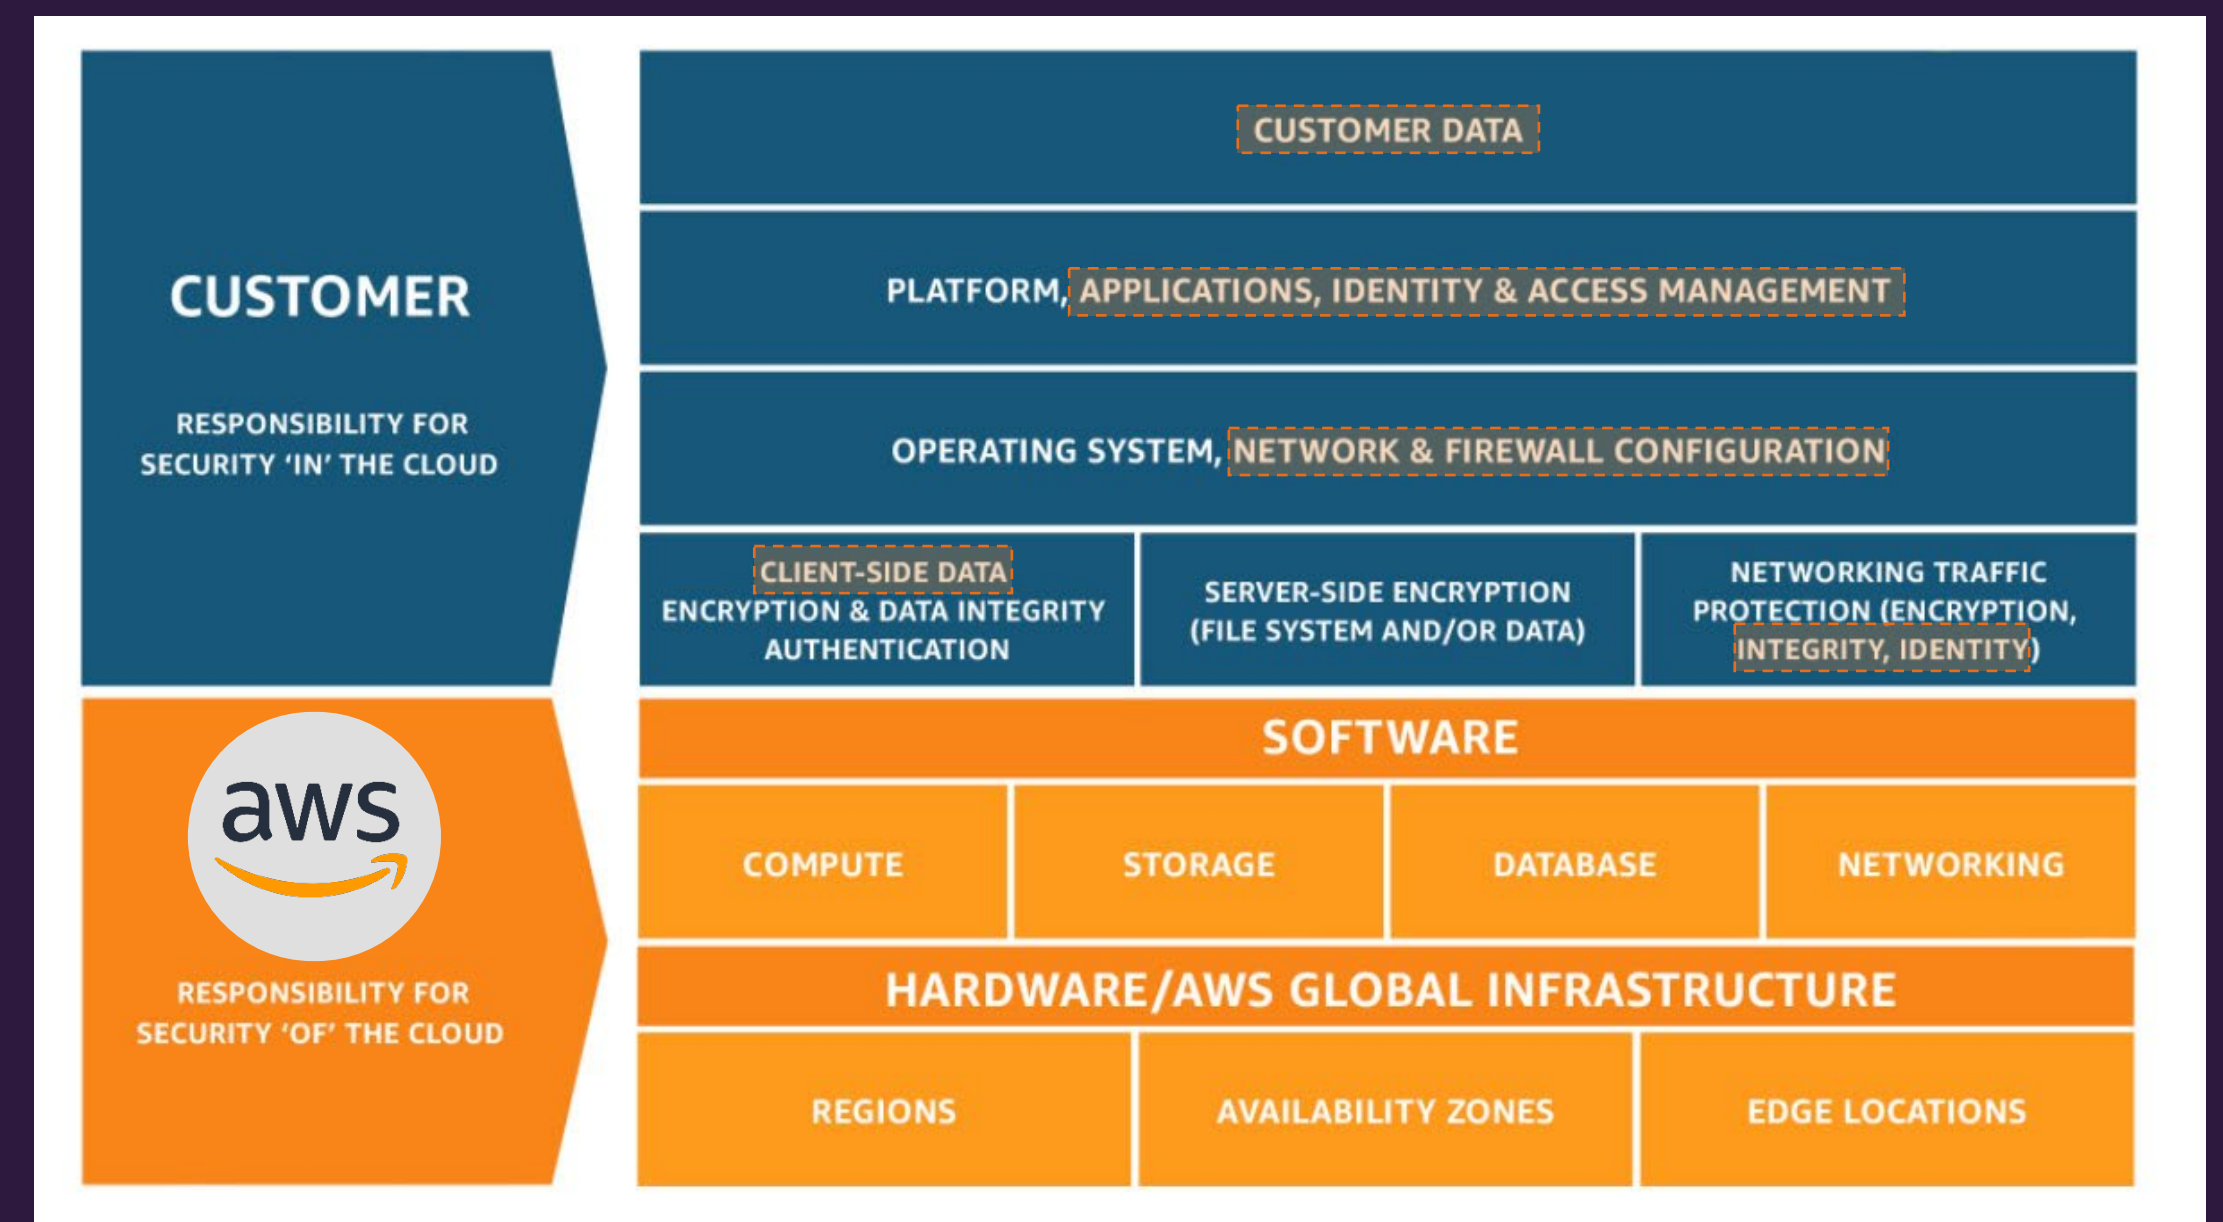 CUSTOMER
RESPONSIBILITY FOR
SECURITY ‘IN’ THE CLOUD
CUSTOMER DATA
PLATFORM, APPLICATIONS, IDENTITY & ACCESS MANAGEMENT
OPERATING SYSTEM, NETWORK & FIREWALL CONFIGURATION
CLIENT-SIDE DATA
ENCRYPTION & DATA INTEGRITY
AUTHENTICATION
SERVER-SIDE ENCRYPTION
(FILE SYSTEM AND/OR DATA)
NETWORKING TRAFFIC
PROTECTION (ENCRYPTION,
INTEGRITY, IDENTITY)
aws
RESPONSIBILITY FOR
SECURITY ‘OF’ THE CLOUD
SOFTWARE
COMPUTE
STORAGE
DATABASE
NETWORKING
HARDWARE/AWS GLOBAL INFRASTRUCTURE
REGIONS
AVAILABILITY ZONES
EDGE LOCATIONS